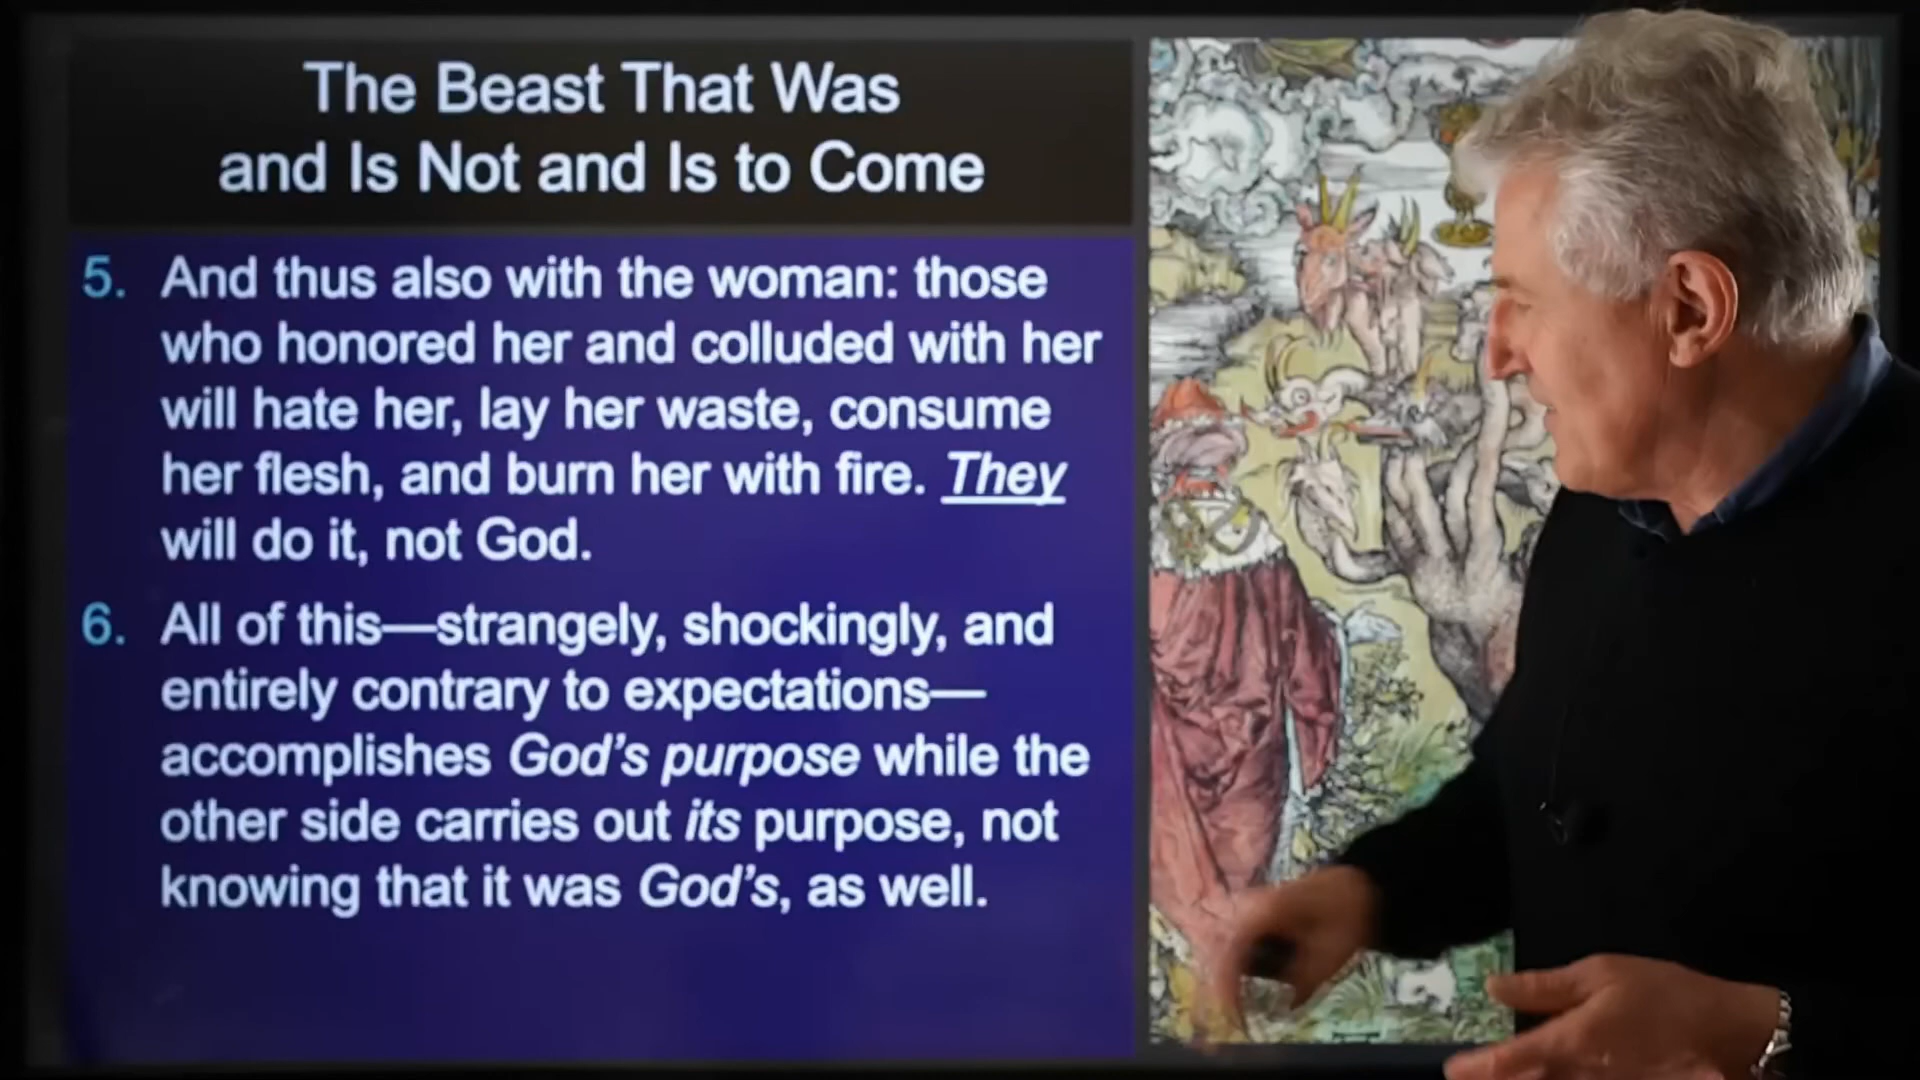 The Beast That Was
and Is Not and Is to Come
5. And thus also with the woman: those
who honored her and colluded with her
will hate her, lay her waste, consume
her flesh, and burn her with fire. They
will do it, not God.
6. All of this—strangely, shockingly, and
entirely contrary to expectations—
accomplishes God's purpose while the
other side carries out its purpose, not
knowing that it was God's, as well.